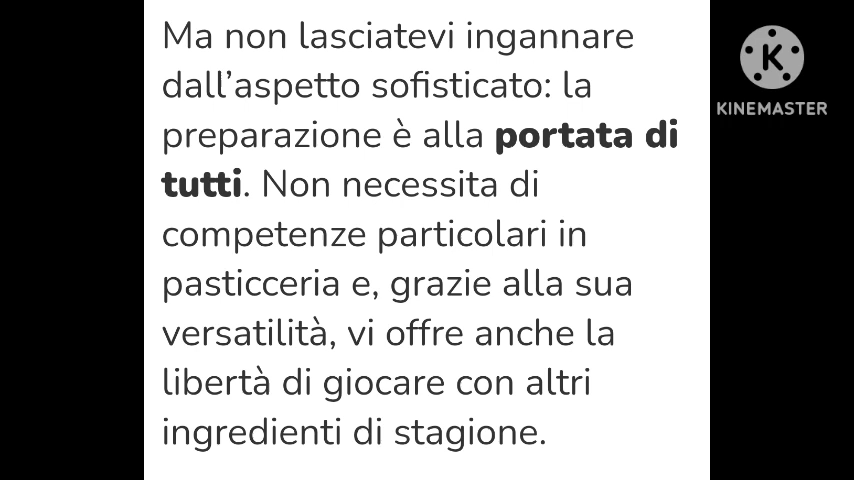 Ma non lasciatevi ingannare
dall’aspetto sofisticato: la
preparazione è alla portata di
tutti. Non necessita di
competenze particolari in
pasticceria e, grazie alla sua
versatilità, vi offre anche la
libertà di giocare con altri
ingredienti di stagione.
K
KINEMASTER